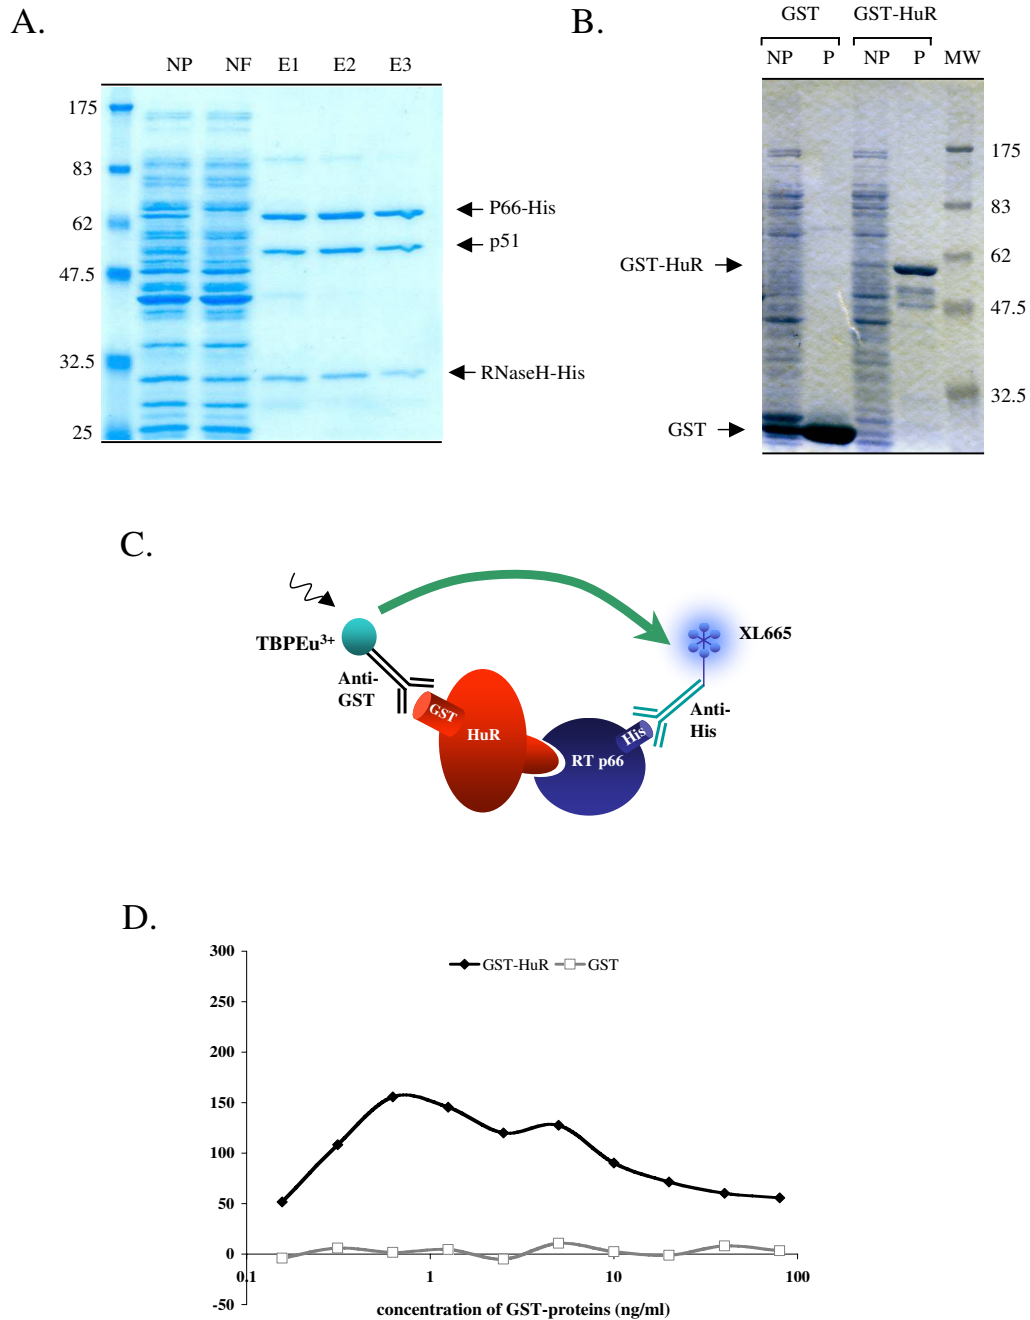 A.
NP NF E1 E2 E3
175
83
62
47.5
32.5
25
P66-His
p51
RNaseH-His
B.
GST GST-HuR
NP P NP P MW
175
83
62
47.5
32.5
GST-HuR
GST
C.
TBPEu³⁺
Anti-
GST
GST
HuR
RT p66
His
XL665
Anti-
His
D.
300
250
200
150
100
50
0
-50
GST-HuR GST
0.1 1 10 100
concentration of GST-proteins (ng/ml)